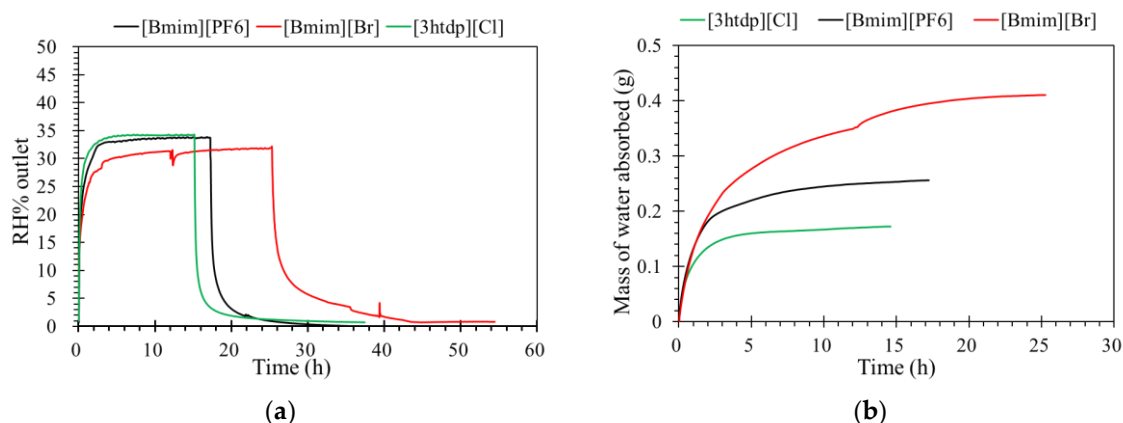 (a)
[Bmim][PF6] [Bmim][Br] [3htdp][Cl]
RH% outlet
50
45
40
35
30
25
20
15
10
5
0
0 10 20 30 40 50 60
Time (h)
(b)
[3htdp][Cl] [Bmim][PF6] [Bmim][Br]
Mass of water absorbed (g)
0.5
0.4
0.3
0.2
0.1
0
0 5 10 15 20 25 30
Time (h)
(a)
(b)